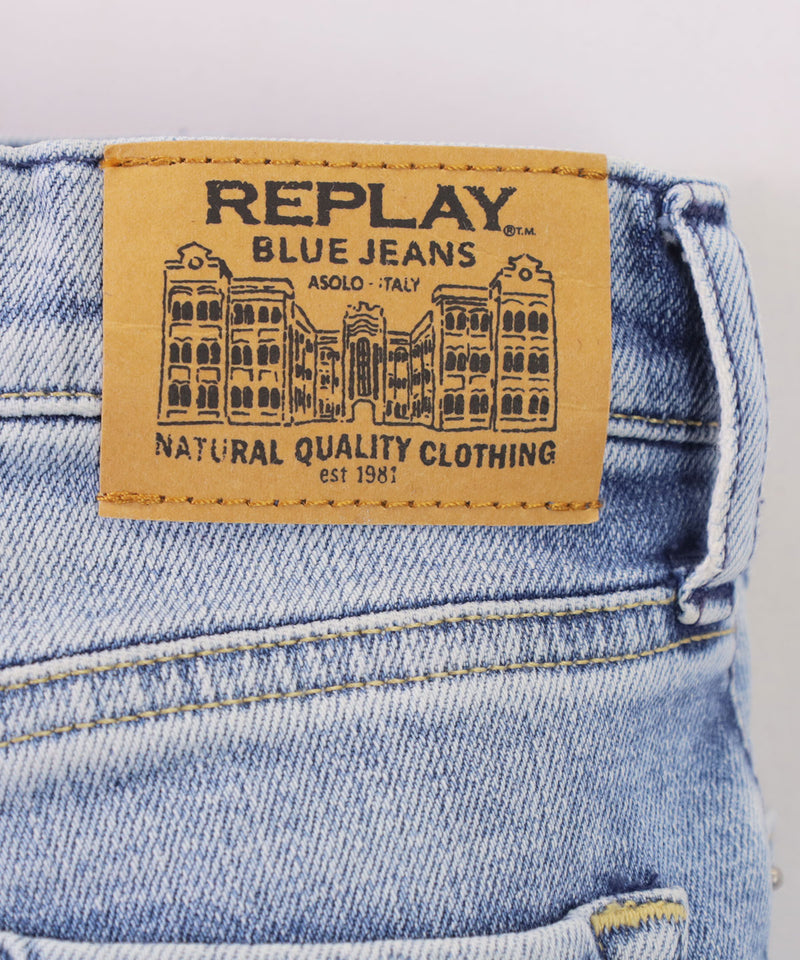 REPLAY
®T.M.
BLUE JEANS
ASOLO - ITALY
NATURAL QUALITY CLOTHING
est 1981